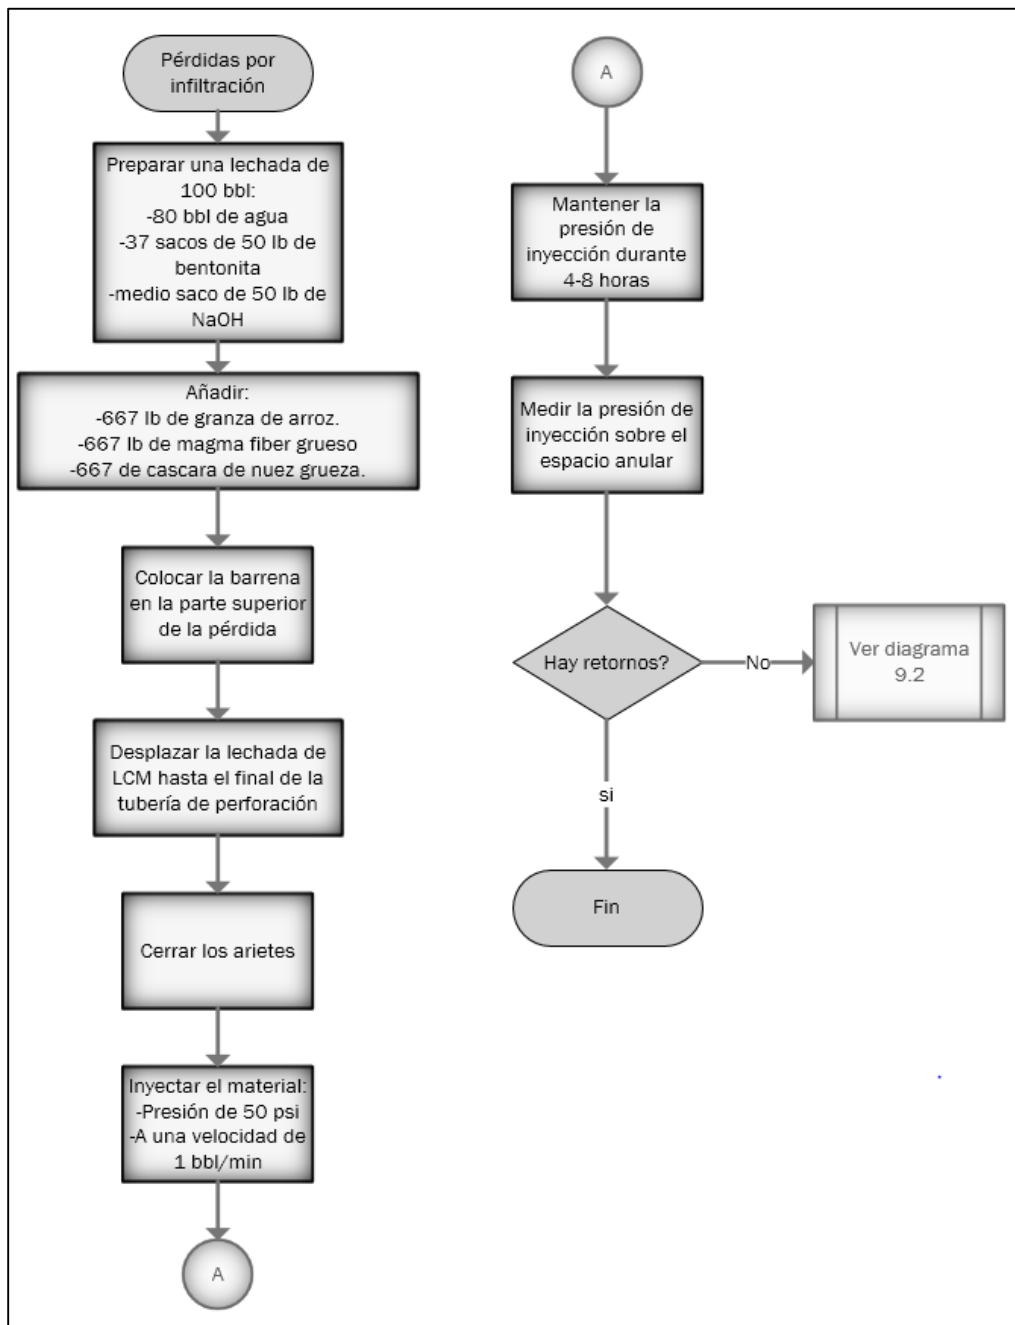 Pérdidas por
infiltración
Preparar una lechada de
100 bbl:
-80 bbl de agua
-37 sacos de 50 lb de
bentonita
-medio saco de 50 lb de
NaOH
Añadir:
-667 lb de granza de arroz.
-667 lb de magma fiber grueso
-667 de cascara de nuez grueza.
Colocar la barrena
en la parte superior
de la pérdida
Desplazar la lechada de
LCM hasta el final de la
tubería de perforación
Cerrar los arietes
Inyectar el material:
-Presión de 50 psi
-A una velocidad de
1 bbl/min
A
A
Mantener la
presión de
inyección durante
4-8 horas
Medir la presión de
inyección sobre el
espacio anular
Hay retornos?
No
Ver diagrama
9.2
si
Fin